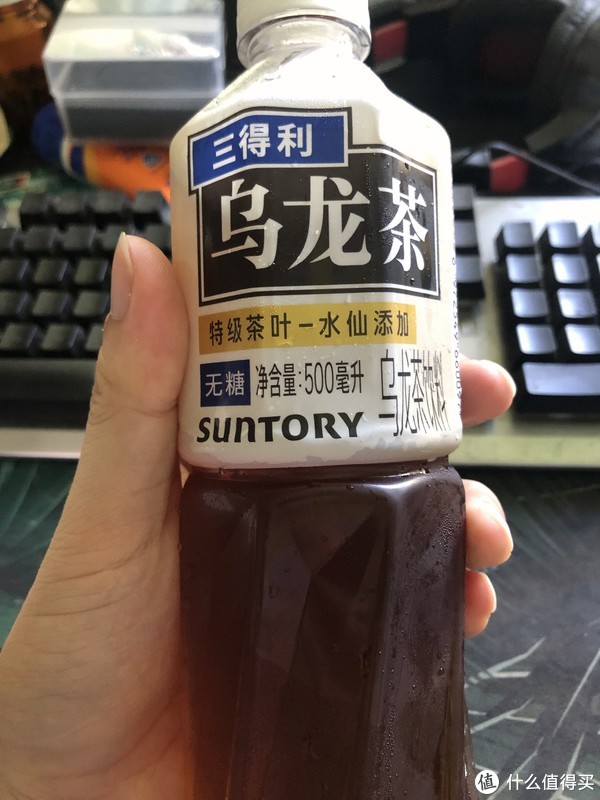 三得利
乌龙茶
特级茶叶-水仙添加
无糖 净含量:500毫升 乌龙茶饮料
SUNTORY
值 什么值得买